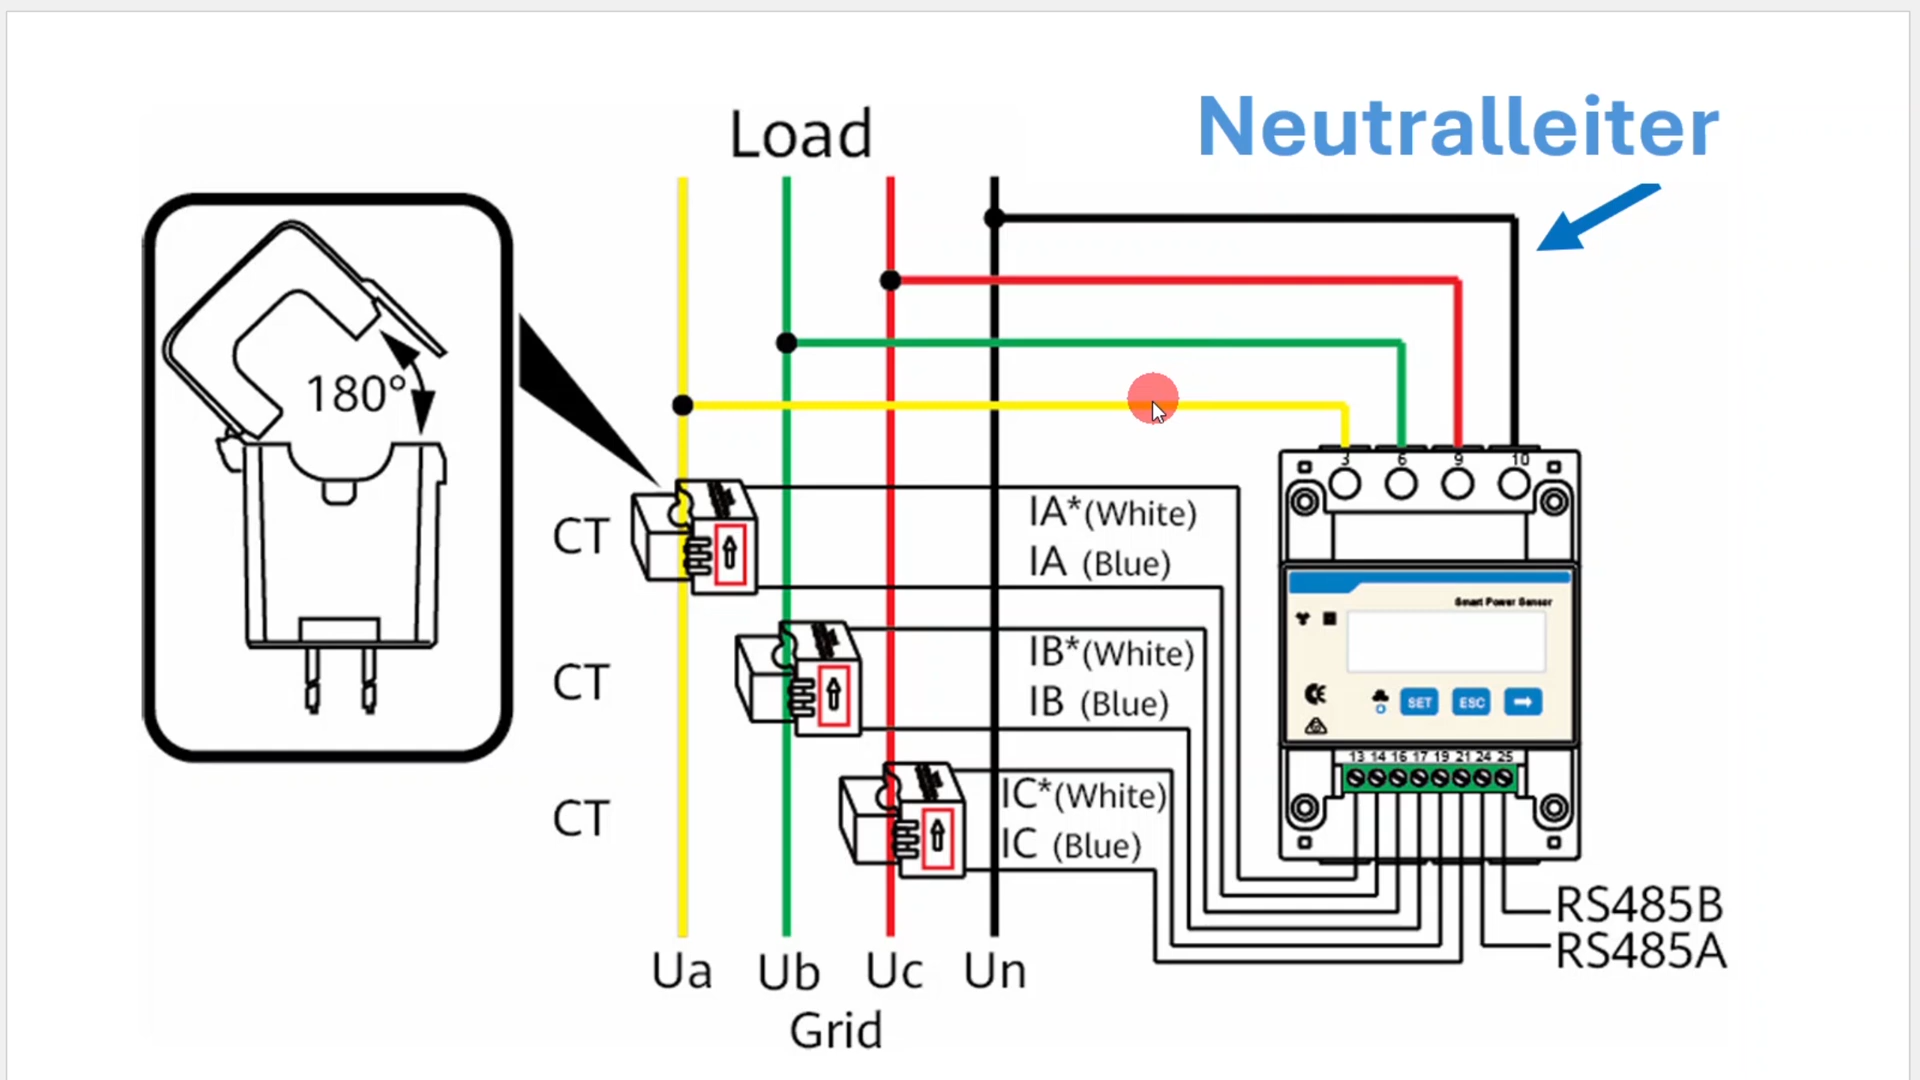 Neutralleiter
Load
180°
3 6 9 10
CT
IA*(White)
IA (Blue)
Smart Power Sensor
CT
IB*(White)
IB (Blue)
SET ESC
13 14 16 17 19 21 24 25
CT
IC*(White)
IC (Blue)
RS485B
RS485A
Ua Ub Uc Un
Grid